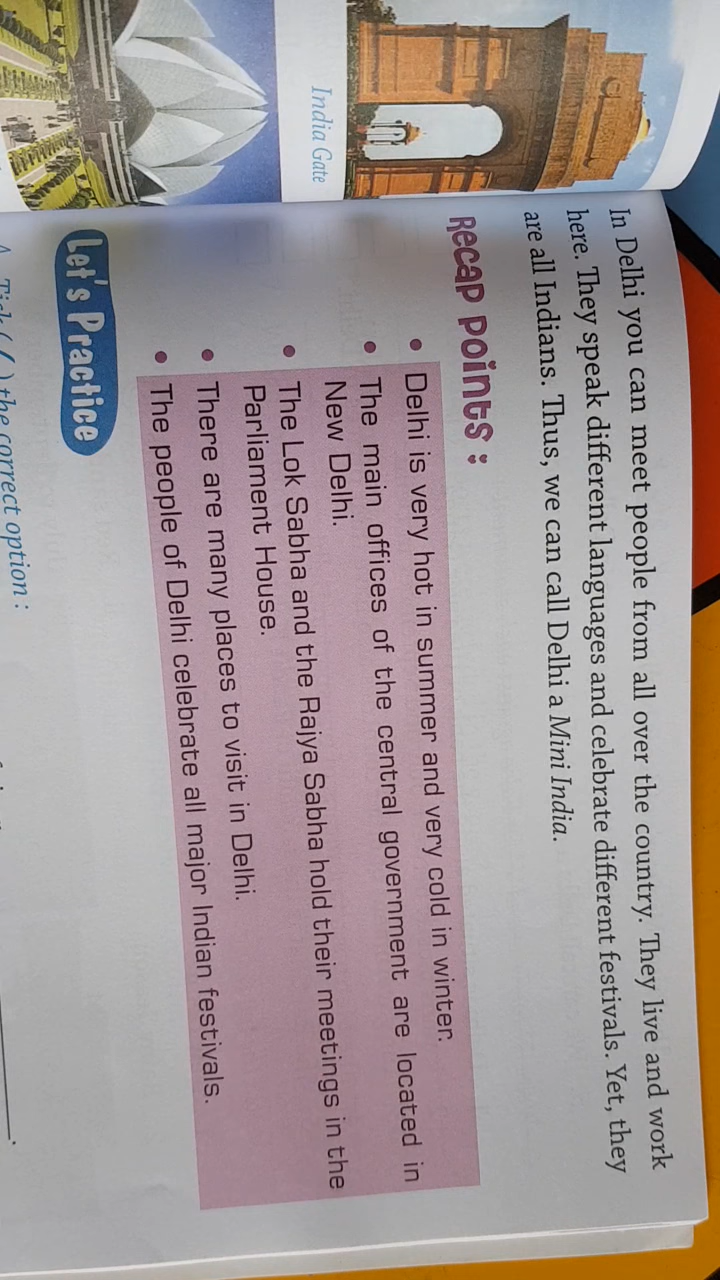 In Delhi you can meet people from all over the country. They live and work
here. They speak different languages and celebrate different festivals. Yet, they
are all Indians. Thus, we can call Delhi a Mini India.
India Gate
Recap points :
• Delhi is very hot in summer and very cold in winter.
• The main offices of the central government are located in
New Delhi.
• The Lok Sabha and the Rajya Sabha hold their meetings in the
Parliament House.
• There are many places to visit in Delhi.
• The people of Delhi celebrate all major Indian festivals.
Let's Practice
the correct option :